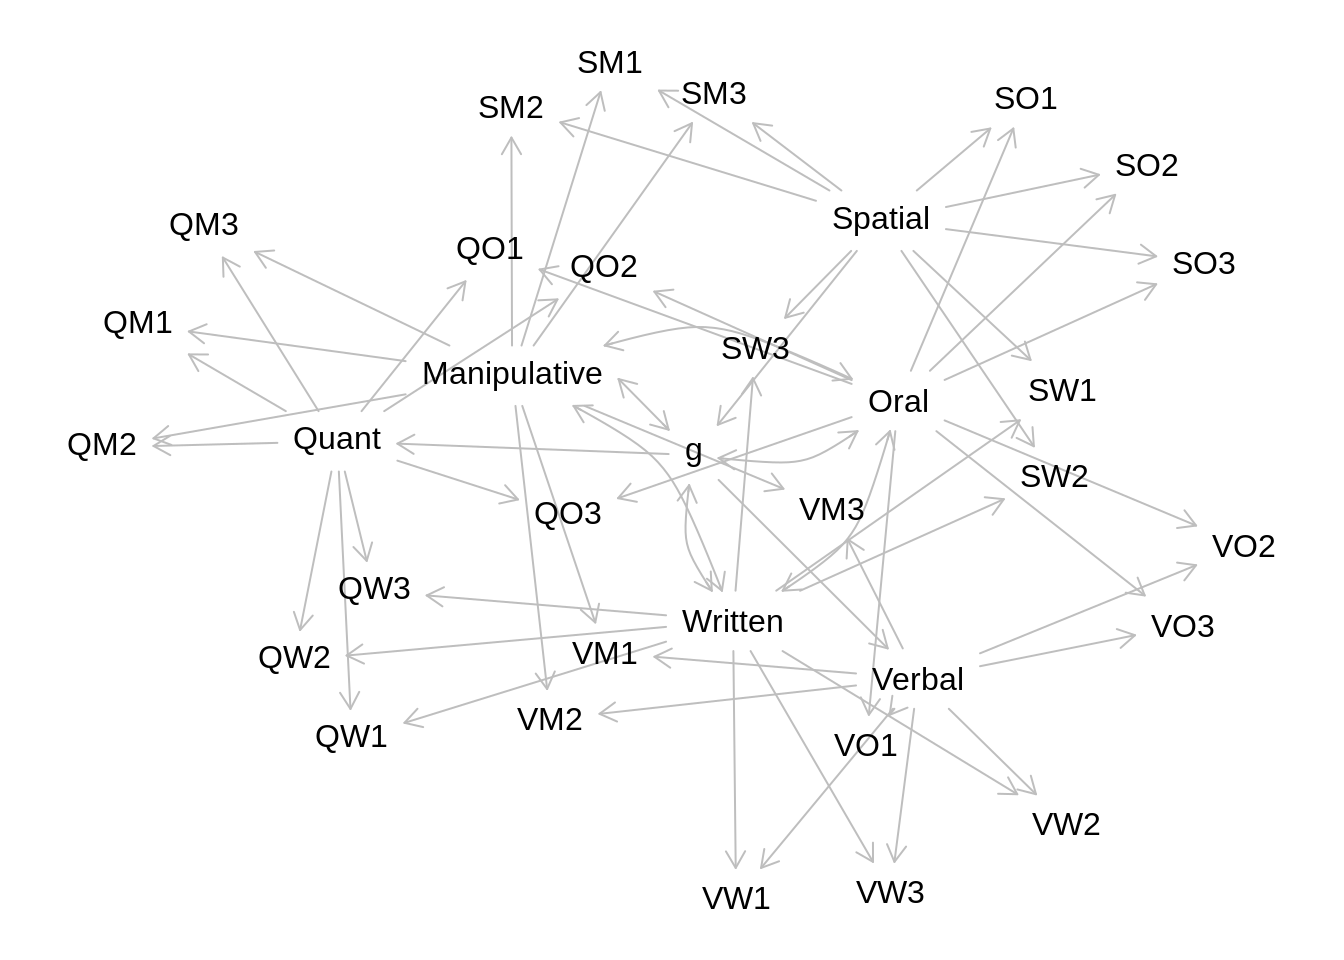 SM1
SM3
SM2
SO1
SO2
Spatial
QM3
QO1
QO2
SO3
QM1
SW3
Manipulative
SW1
Oral
QM2
Quant
g
SW2
QO3
VM3
VO2
QW3
Written
VO3
QW2
VM1
Verbal
VM2
QW1
VO1
VW2
VW1
VW3